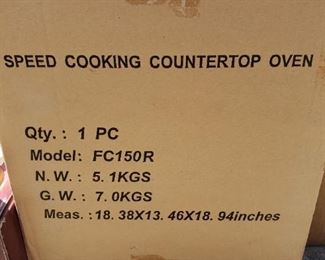 SPEED COOKING COUNTERTOP OVEN
Qty. : 1 PC
Model: FC150R
N. W. : 5. 1KGS
G. W. : 7. 0KGS
Meas. : 18. 38X13. 46X18. 94inches